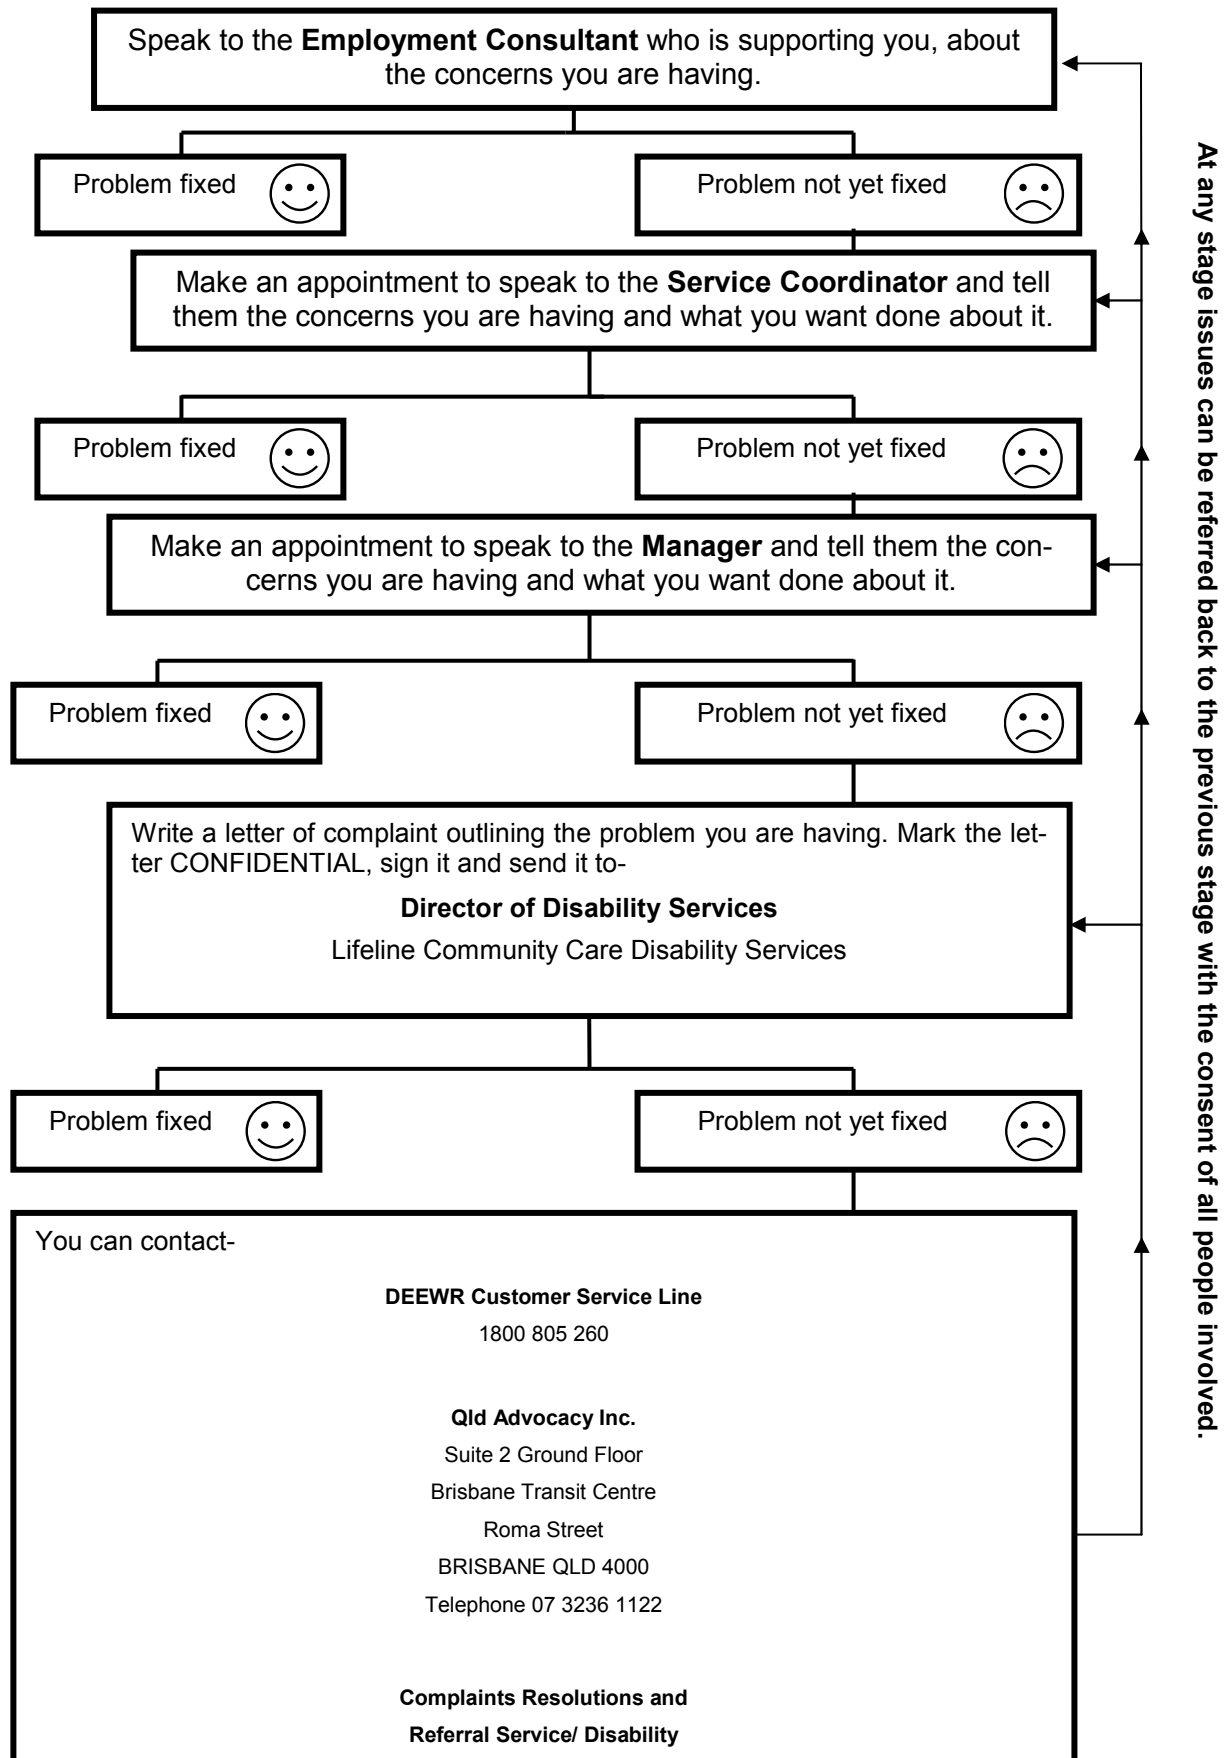 Speak to the Employment Consultant who is supporting you, about
the concerns you are having.
Problem fixed
Problem not yet fixed
Make an appointment to speak to the Service Coordinator and tell
them the concerns you are having and what you want done about it.
Problem fixed
Problem not yet fixed
Make an appointment to speak to the Manager and tell them the con-
cerns you are having and what you want done about it.
Problem fixed
Problem not yet fixed
Write a letter of complaint outlining the problem you are having. Mark the let-
ter CONFIDENTIAL, sign it and send it to-
Director of Disability Services
Lifeline Community Care Disability Services
Problem fixed
Problem not yet fixed
You can contact-
DEEWR Customer Service Line
1800 805 260
Qld Advocacy Inc.
Suite 2 Ground Floor
Brisbane Transit Centre
Roma Street
BRISBANE QLD 4000
Telephone 07 3236 1122
Complaints Resolutions and
Referral Service/ Disability
At any stage issues can be referred back to the previous stage with the consent of all people involved.